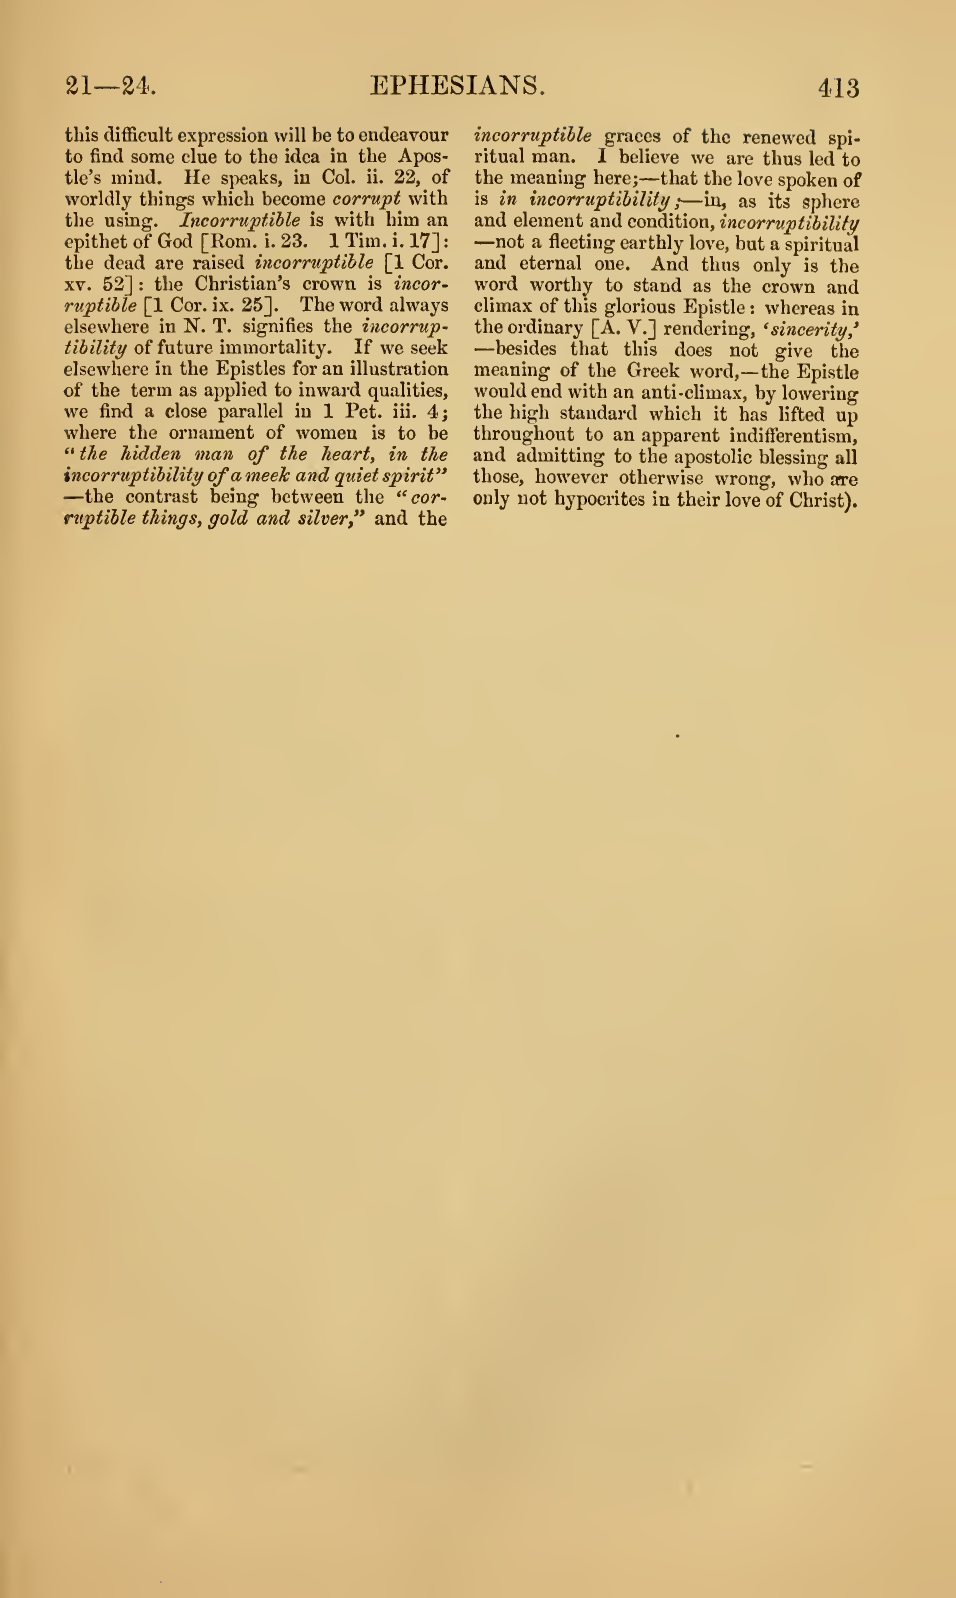 21—24. EPHESIANS. 413
this difficult expression will be to endeavour
to find some clue to the idea in the Apos-
tle's mind. He speaks, in Col. ii. 22, of
worldly things which become corrupt with
the using. Incorruptible is with him an
epithet of God [Rom. i. 23. 1 Tim. i. 17]:
the dead are raised incorruptible [1 Cor.
xv. 52]: the Christian's crown is incor-
ruptible [1 Cor. ix. 25]. The word always
elsewhere in N. T. signifies the incorrup-
tibility of future immortality. If we seek
elsewhere in the Epistles for an illustration
of the term as applied to inward qualities,
we find a close parallel in 1 Pet. iii. 4;
where the ornament of women is to be
“the hidden man of the heart, in the
incorruptibility of a meek and quiet spirit”
—the contrast being between the “cor-
ruptible things, gold and silver,” and the
incorruptible graces of the renewed spi-
ritual man. I believe we are thus led to
the meaning here;—that the love spoken of
is in incorruptibility;—in, as its sphere
and element and condition, incorruptibility
—not a fleeting earthly love, but a spiritual
and eternal one. And thus only is the
word worthy to stand as the crown and
climax of this glorious Epistle: whereas in
the ordinary [A. V.] rendering, ‘sincerity,’
—besides that this does not give the
meaning of the Greek word,—the Epistle
would end with an anti-climax, by lowering
the high standard which it has lifted up
throughout to an apparent indifferentism,
and admitting to the apostolic blessing all
those, however otherwise wrong, who are
only not hypocrites in their love of Christ).